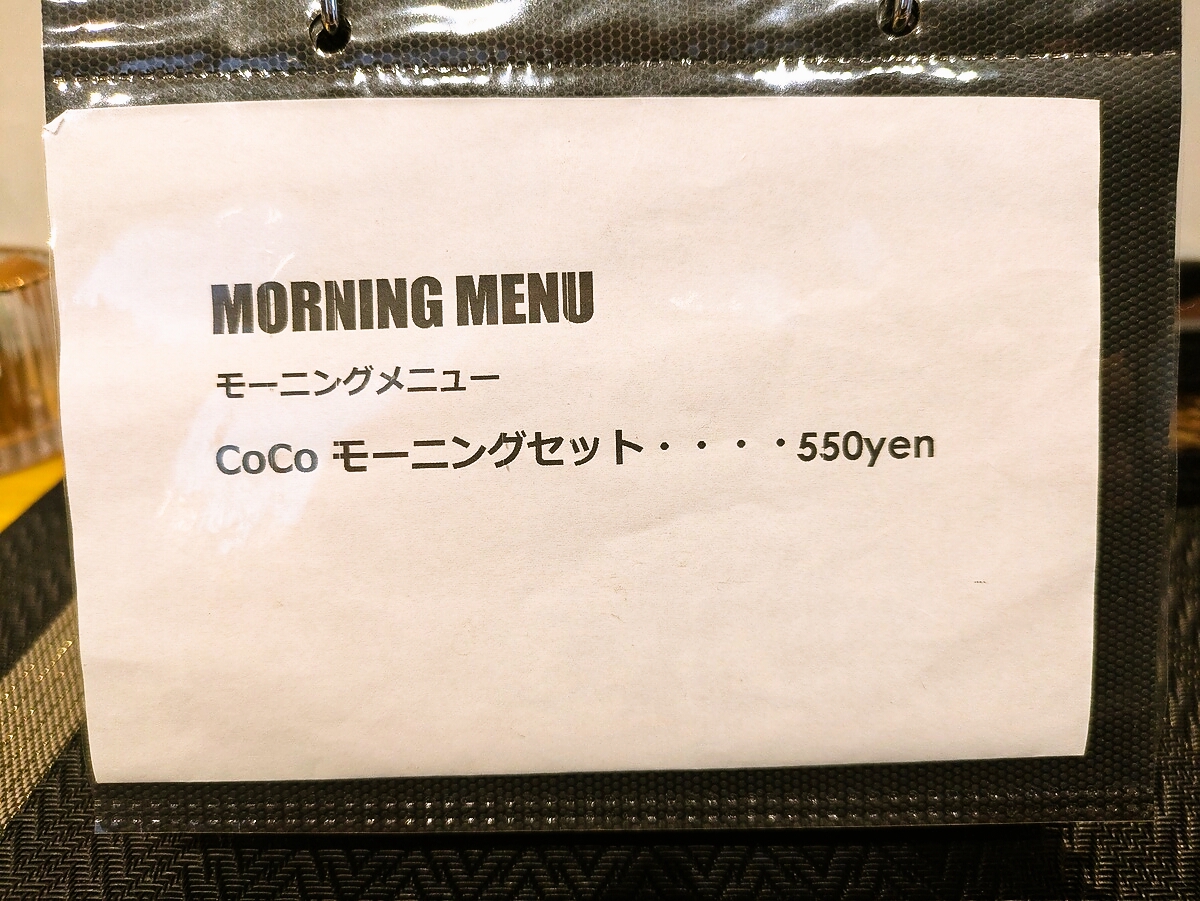 MORNING MENU
モーニングメニュー
CoCo モーニングセット・・・・550yen